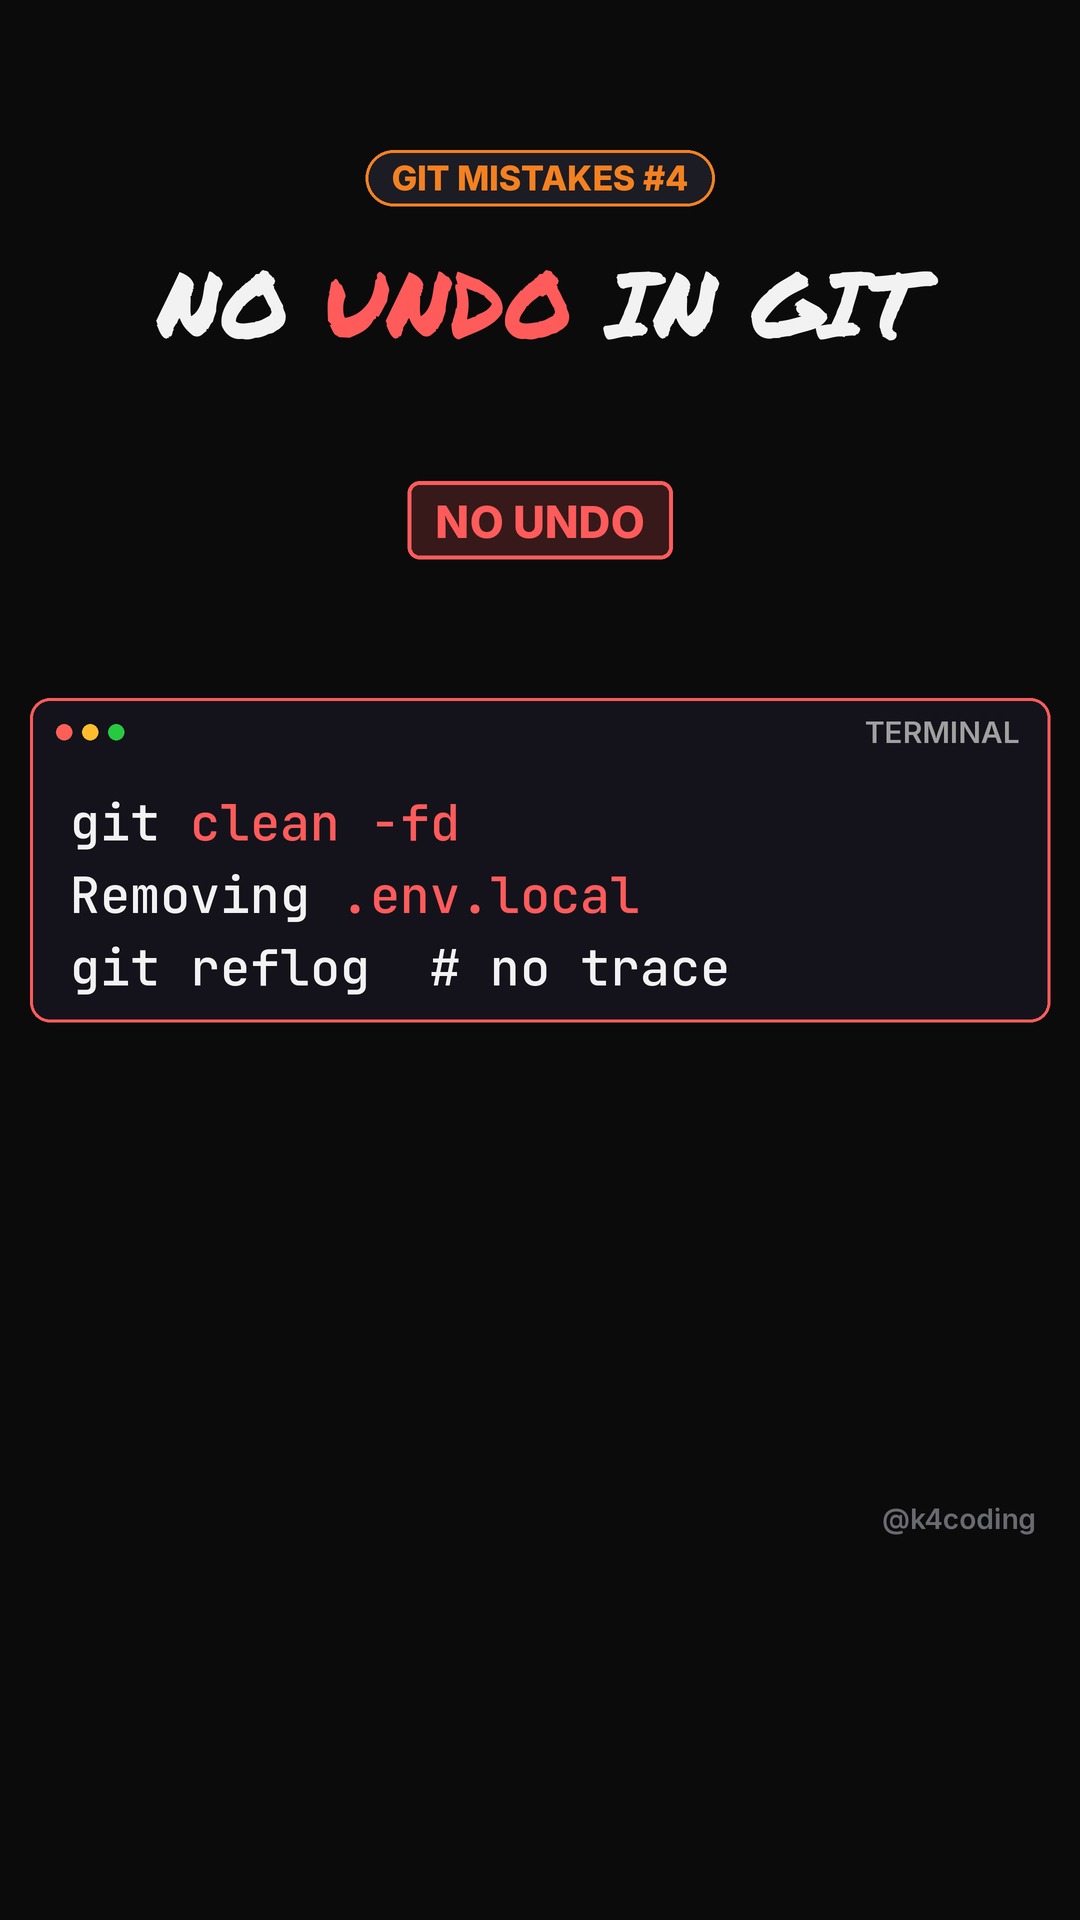 GIT MISTAKES #4
NO UNDO IN GIT
NO UNDO
TERMINAL
git clean -fd
Removing .env.local
git reflog  # no trace
@k4coding